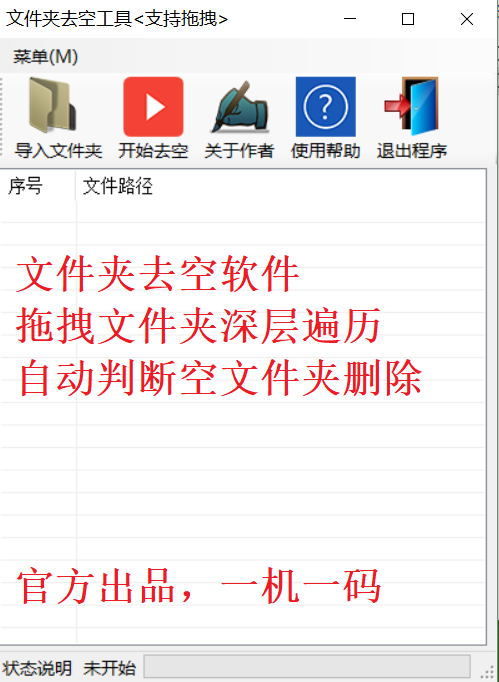 文件夹去空工具<支持拖拽>
菜单(M)
导入文件夹 开始去空 关于作者 使用帮助 退出程序
序号 文件路径
文件夹去空软件
拖拽文件夹深层遍历
自动判断空文件夹删除
官方出品，一机一码
状态说明 未开始